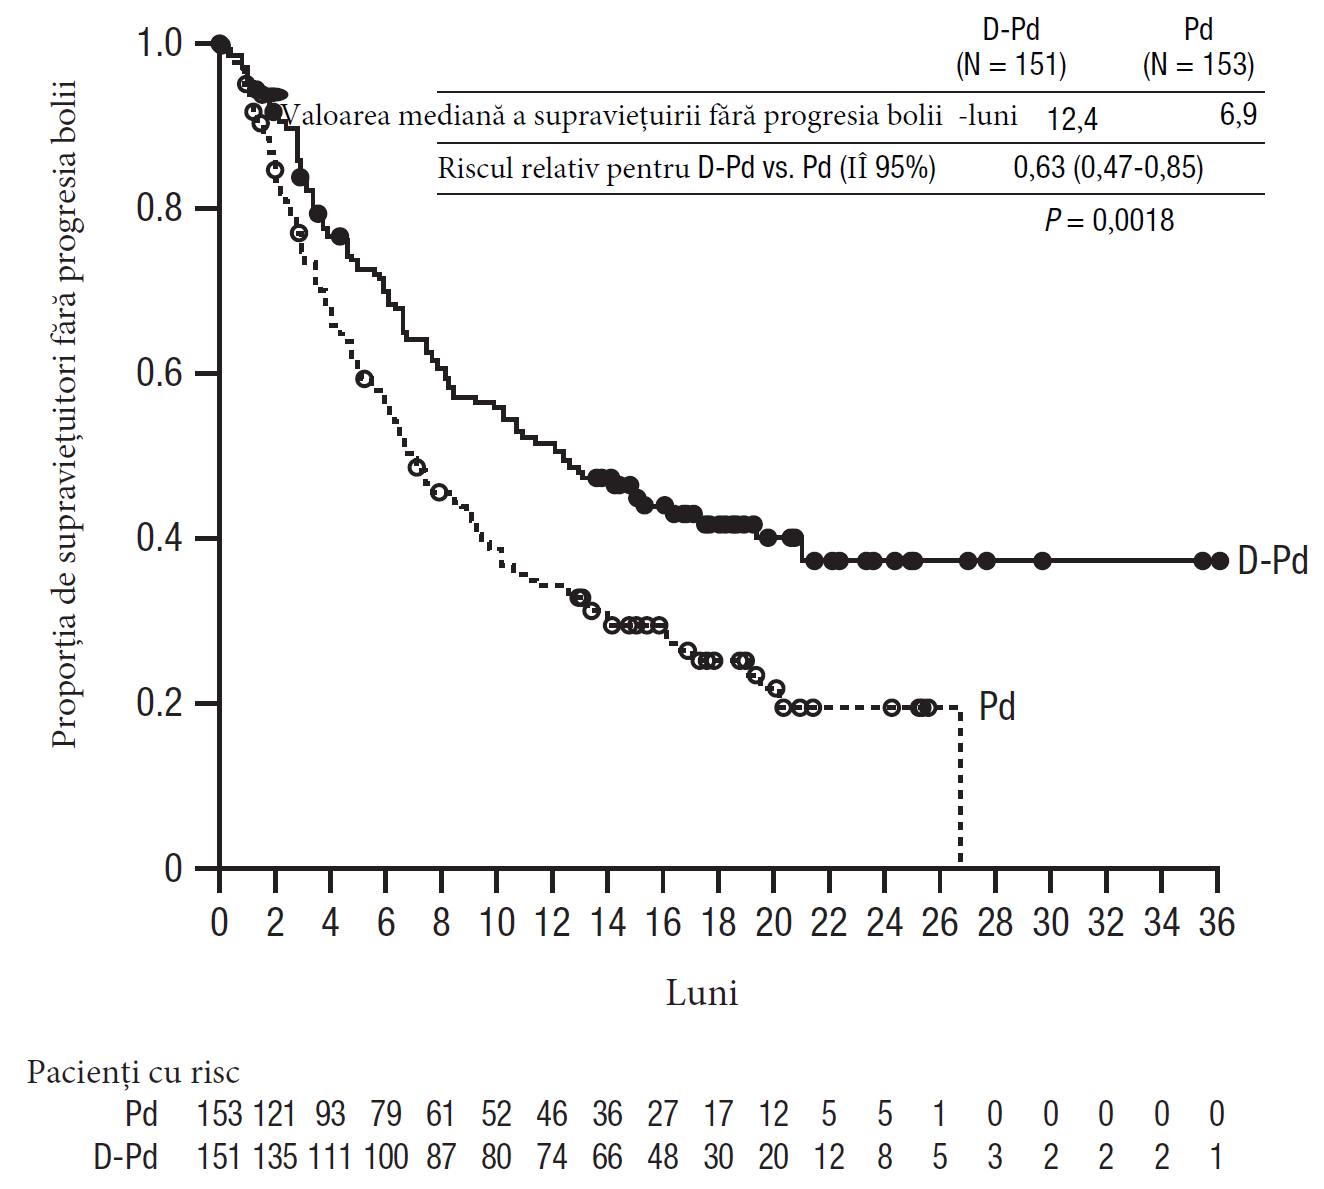 D-Pd Pd
(N = 151) (N = 153)
Valoarea mediană a supraviețuirii fără progresia bolii -luni 12,4 6,9
Riscul relativ pentru D-Pd vs. Pd (IÎ 95%) 0,63 (0,47-0,85)
P = 0,0018
Proporția de supraviețuitori fără progresia bolii
1.0
0.8
0.6
0.4
0.2
0
D-Pd
Pd
0 2 4 6 8 10 12 14 16 18 20 22 24 26 28 30 32 34 36
Luni
Pacienți cu risc
Pd 153 121 93 79 61 52 46 36 27 17 12 5 5 1 0 0 0 0 0
D-Pd 151 135 111 100 87 80 74 66 48 30 20 12 8 5 3 2 2 2 1